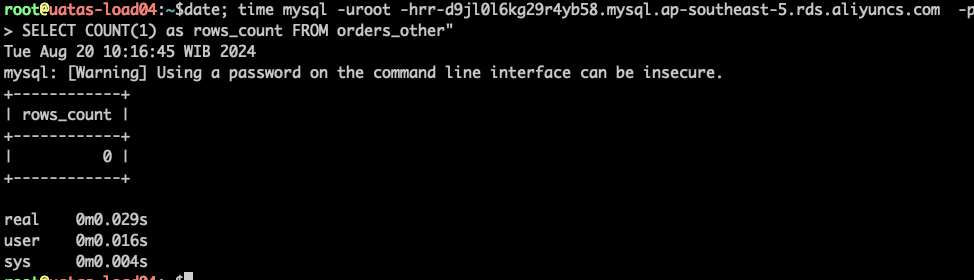 root@uatas-load04:~$date; time mysql -uroot -hrr-d9jl0l6kg29r4yb58.mysql.ap-southeast-5.rds.aliyuncs.com  -p
> SELECT COUNT(1) as rows_count FROM orders_other"
Tue Aug 20 10:16:45 WIB 2024
mysql: [Warning] Using a password on the command line interface can be insecure.
+------------+
| rows_count |
+------------+
|          0 |
+------------+
real    0m0.029s
user    0m0.016s
sys     0m0.004s
root@uatas-load04:~$